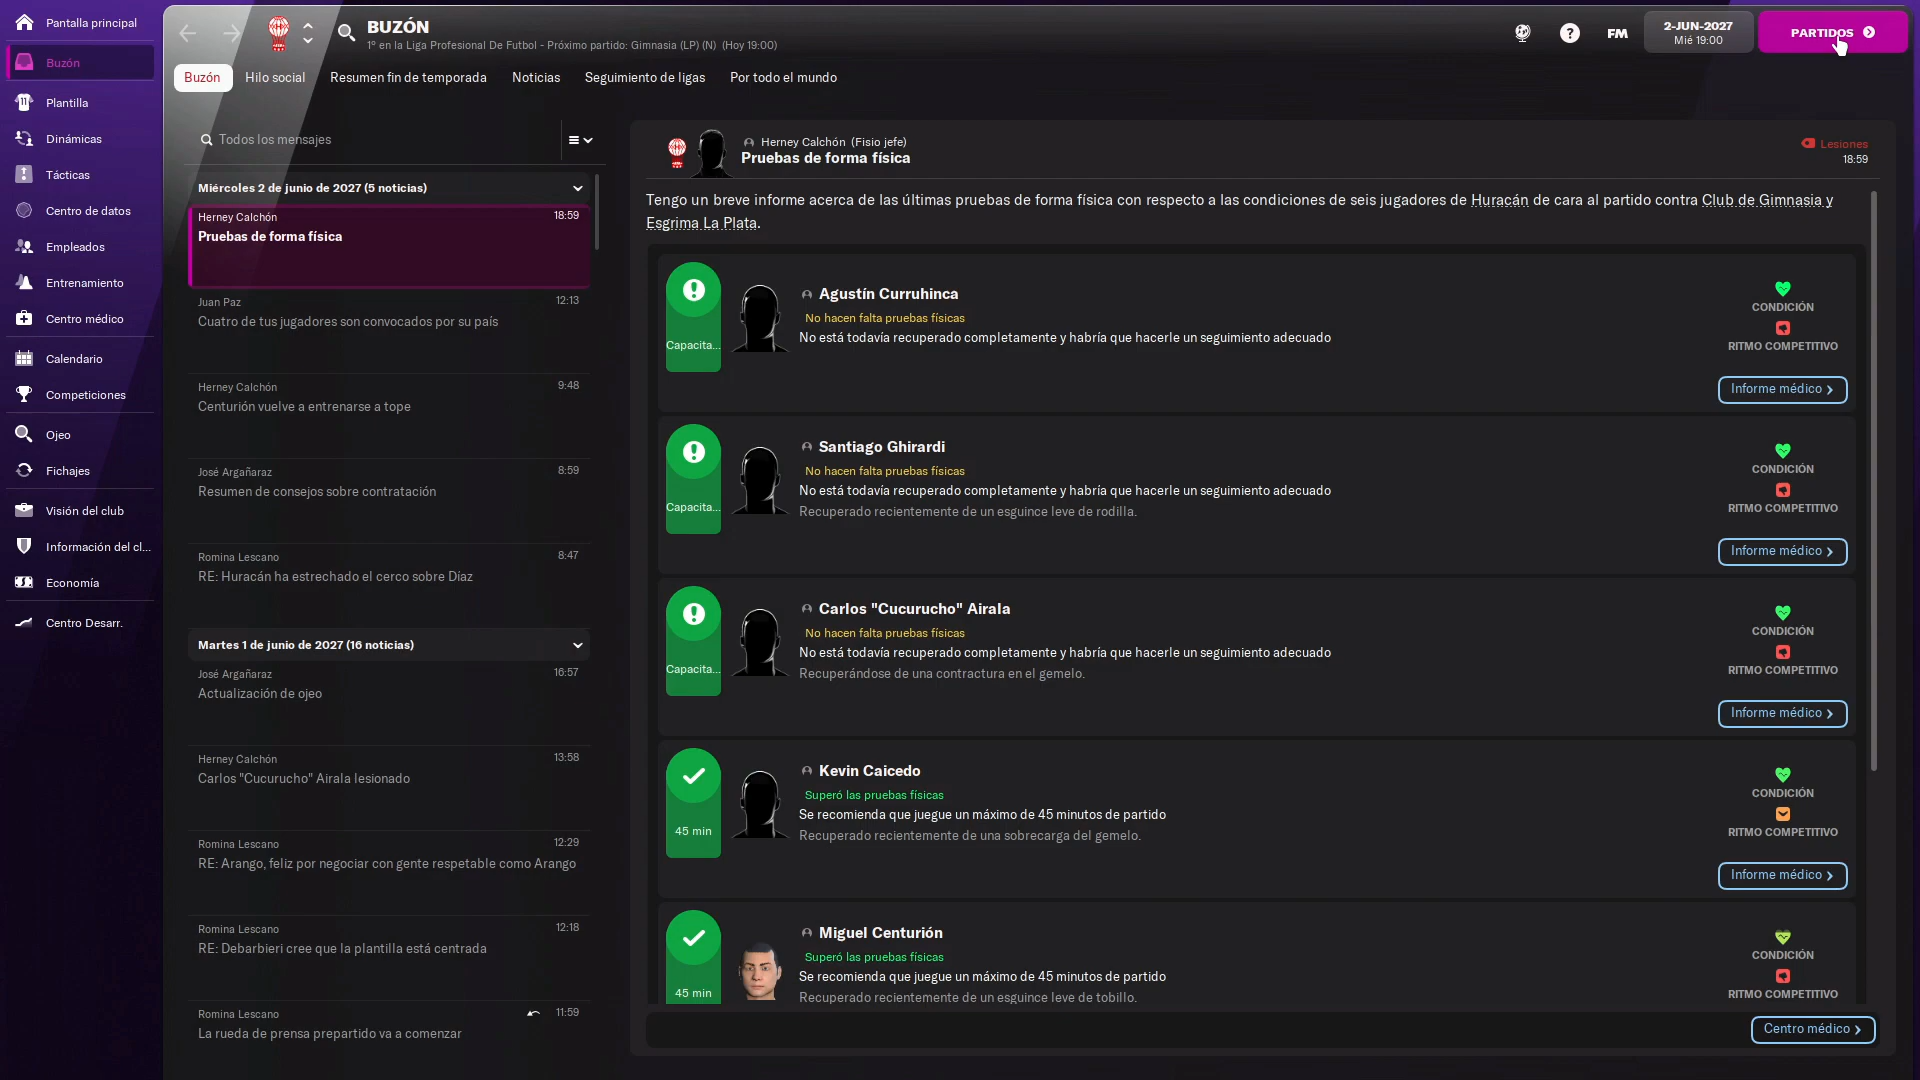 Pantalla principal
Buzón
Plantilla
Dinámicas
Tácticas
Centro de datos
Empleados
Entrenamiento
Centro médico
Calendario
Competiciones
Ojeo
Fichajes
Visión del club
Información del cl...
Economía
Centro Desarr.
BUZÓN
1º en la Liga Profesional De Futbol - Próximo partido: Gimnasia (LP) (N) (Hoy 19:00)
FM
2-JUN-2027
Mié 19:00
PARTIDOS
Buzón
Hilo social
Resumen fin de temporada
Noticias
Seguimiento de ligas
Por todo el mundo
Todos los mensajes
Miércoles 2 de junio de 2027 (5 noticias)
Herney Calchón 18:59
Pruebas de forma física
Juan Paz 12:13
Cuatro de tus jugadores son convocados por su país
Herney Calchón 9:48
Centurión vuelve a entrenarse a tope
José Argañaraz 8:59
Resumen de consejos sobre contratación
Romina Lescano 8:47
RE: Huracán ha estrechado el cerco sobre Díaz
Martes 1 de junio de 2027 (16 noticias)
José Argañaraz 16:57
Actualización de ojeo
Herney Calchón 13:58
Carlos "Cucurucho" Airala lesionado
Romina Lescano 12:29
RE: Arango, feliz por negociar con gente respetable como Arango
Romina Lescano 12:18
RE: Debarbieri cree que la plantilla está centrada
Romina Lescano 11:59
La rueda de prensa prepartido va a comenzar
Herney Calchón (Fisio jefe)
Pruebas de forma física
Lesiones
18:59
Tengo un breve informe acerca de las últimas pruebas de forma física con respecto a las condiciones de seis jugadores de Huracán de cara al partido contra Club de Gimnasia y
Esgrima La Plata.
Capacita...
Agustín Curruhinca
No hacen falta pruebas físicas
No está todavía recuperado completamente y habría que hacerle un seguimiento adecuado
CONDICIÓN
RITMO COMPETITIVO
Informe médico
Capacita...
Santiago Ghirardi
No hacen falta pruebas físicas
No está todavía recuperado completamente y habría que hacerle un seguimiento adecuado
Recuperado recientemente de un esguince leve de rodilla.
CONDICIÓN
RITMO COMPETITIVO
Informe médico
Capacita...
Carlos "Cucurucho" Airala
No hacen falta pruebas físicas
No está todavía recuperado completamente y habría que hacerle un seguimiento adecuado
Recuperándose de una contractura en el gemelo.
CONDICIÓN
RITMO COMPETITIVO
Informe médico
45 min
Kevin Caicedo
Superó las pruebas físicas
Se recomienda que juegue un máximo de 45 minutos de partido
Recuperado recientemente de una sobrecarga del gemelo.
CONDICIÓN
RITMO COMPETITIVO
Informe médico
45 min
Miguel Centurión
Superó las pruebas físicas
Se recomienda que juegue un máximo de 45 minutos de partido
Recuperado recientemente de un esguince leve de tobillo.
CONDICIÓN
RITMO COMPETITIVO
Centro médico